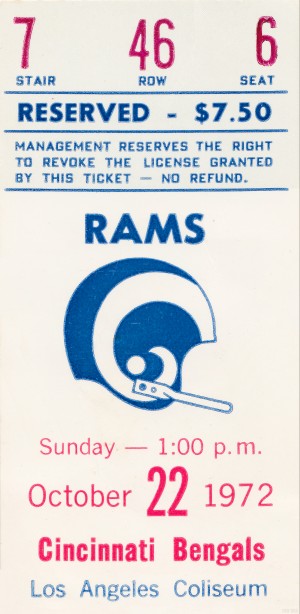 7 46 6
STAIR ROW SEAT
RESERVED - $7.50
MANAGEMENT RESERVES THE RIGHT
TO REVOKE THE LICENSE GRANTED
BY THIS TICKET — NO REFUND.
RAMS
Sunday — 1:00 p.m.
October 22 1972
Cincinnati Bengals
Los Angeles Coliseum